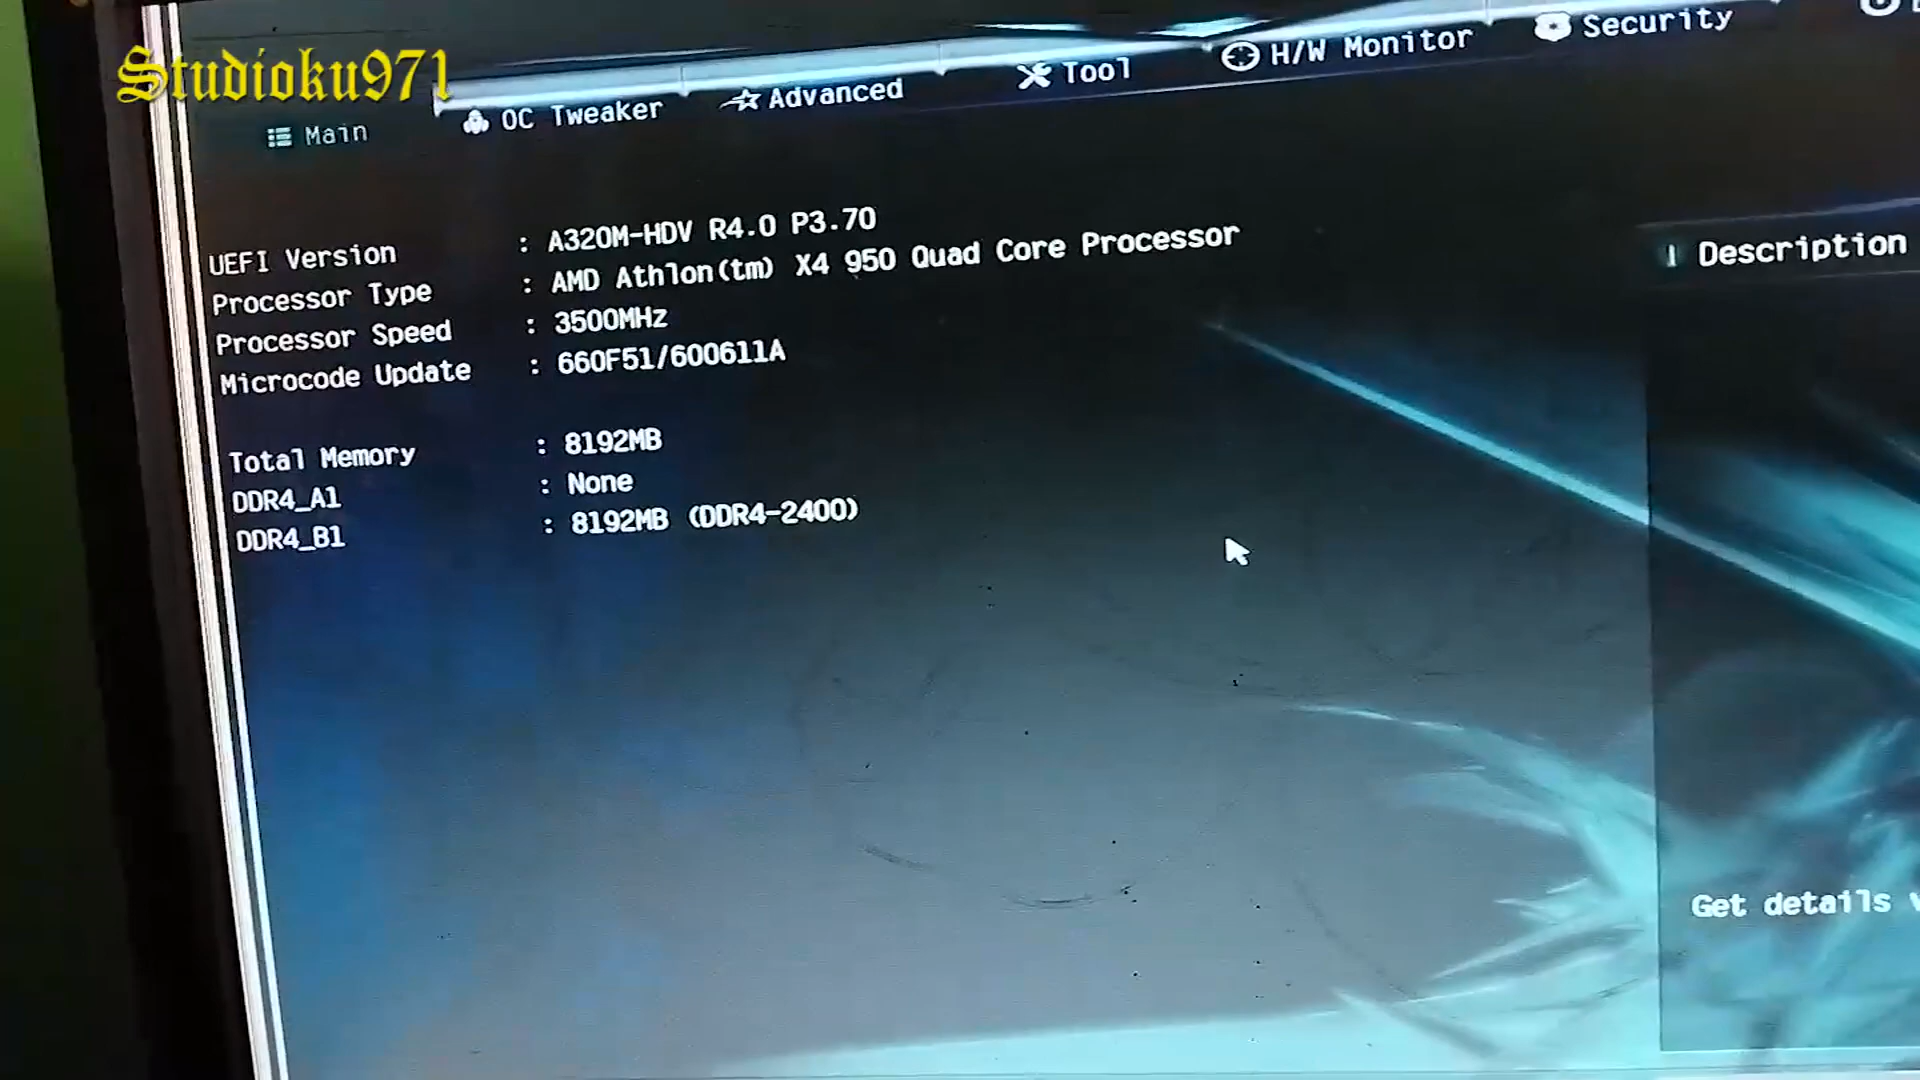 Studioku971
Main
OC Tweaker
Advanced
Tool
H/W Monitor
Security
UEFI Version : A320M-HDV R4.0 P3.70
Processor Type : AMD Athlon(tm) X4 950 Quad Core Processor
Processor Speed : 3500MHz
Microcode Update : 660F51/600611A
Total Memory : 8192MB
DDR4_A1 : None
DDR4_B1 : 8192MB (DDR4-2400)
Description
Get details